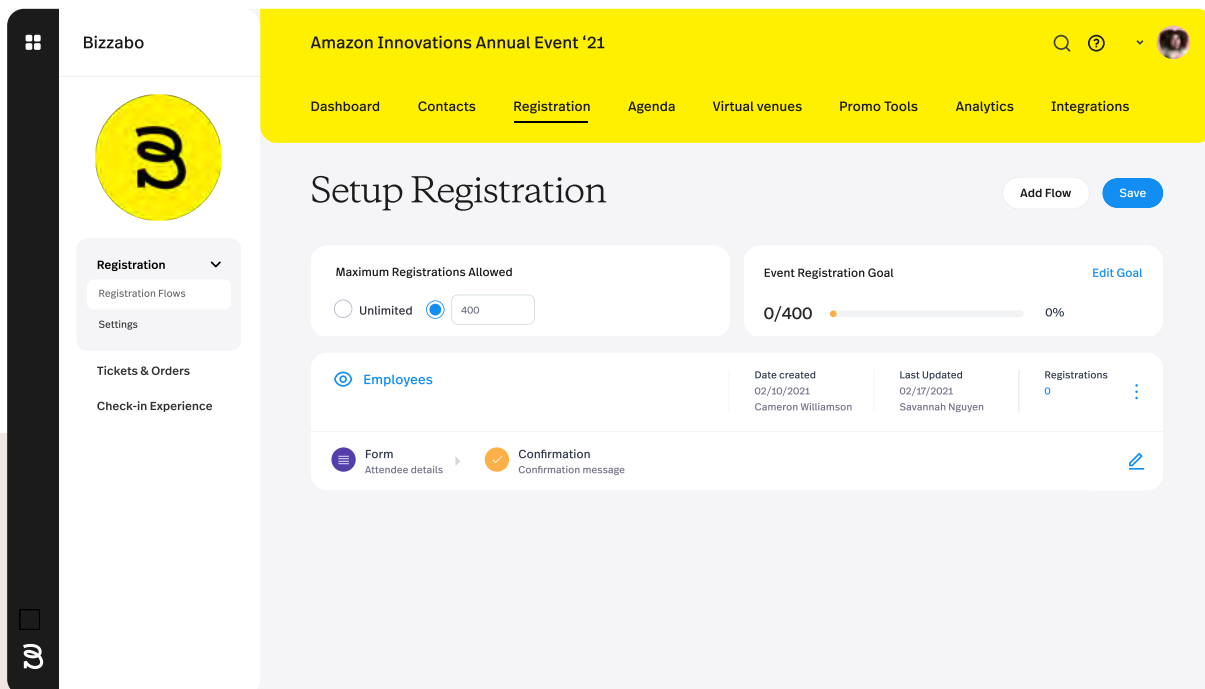 Bizzabo
Amazon Innovations Annual Event ‘21
Dashboard
Contacts
Registration
Agenda
Virtual venues
Promo Tools
Analytics
Integrations
Registration
Registration Flows
Settings
Tickets & Orders
Check-in Experience
Setup Registration
Add Flow
Save
Maximum Registrations Allowed
Unlimited
400
Event Registration Goal
Edit Goal
0/400
0%
Employees
Date created
02/10/2021
Cameron Williamson
Last Updated
02/17/2021
Savannah Nguyen
Registrations
0
Form
Attendee details
Confirmation
Confirmation message